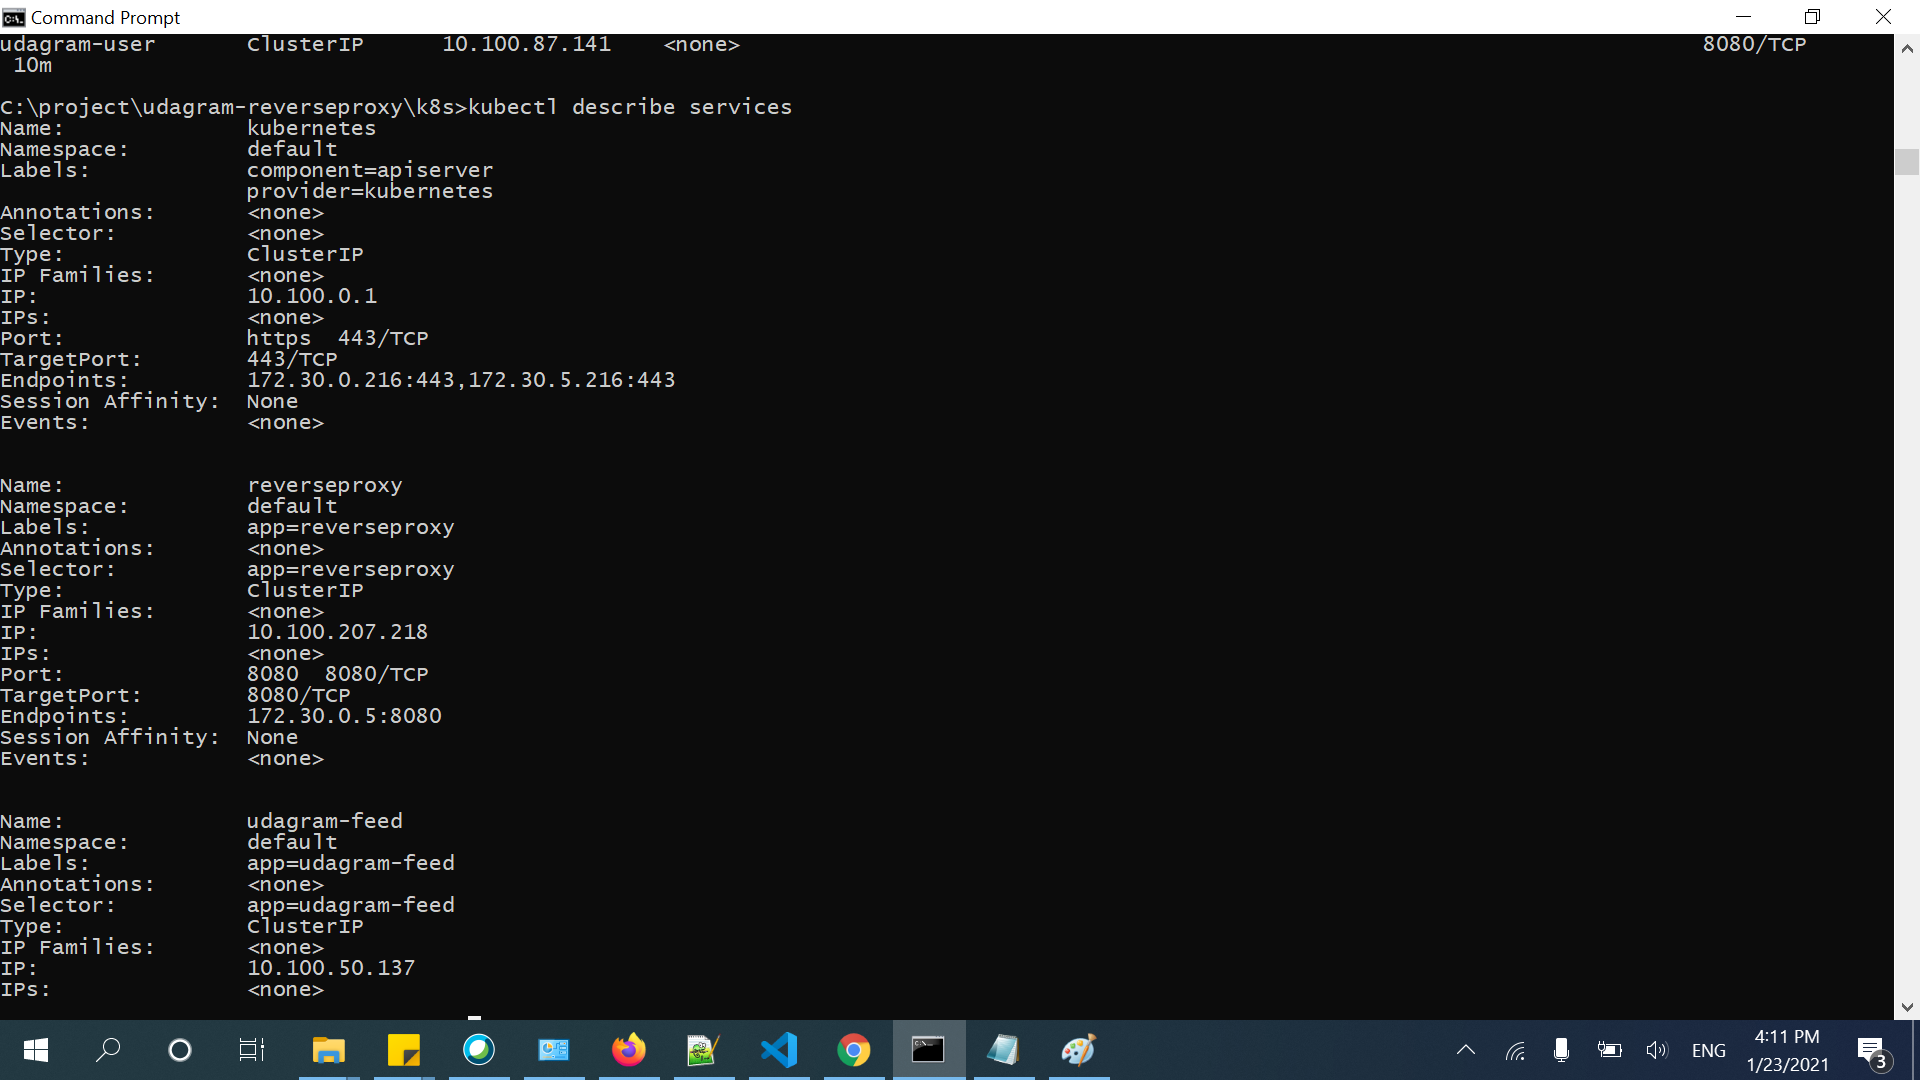 Command Prompt
udagram-user ClusterIP 10.100.87.141 <none> 8080/TCP
10m
C:\project\udagram-reverseproxy\k8s>kubectl describe services
Name: kubernetes
Namespace: default
Labels: component=apiserver
provider=kubernetes
Annotations: <none>
Selector: <none>
Type: ClusterIP
IP Families: <none>
IP: 10.100.0.1
IPs: <none>
Port: https 443/TCP
TargetPort: 443/TCP
Endpoints: 172.30.0.216:443,172.30.5.216:443
Session Affinity: None
Events: <none>
Name: reverseproxy
Namespace: default
Labels: app=reverseproxy
Annotations: <none>
Selector: app=reverseproxy
Type: ClusterIP
IP Families: <none>
IP: 10.100.207.218
IPs: <none>
Port: 8080 8080/TCP
TargetPort: 8080/TCP
Endpoints: 172.30.0.5:8080
Session Affinity: None
Events: <none>
Name: udagram-feed
Namespace: default
Labels: app=udagram-feed
Annotations: <none>
Selector: app=udagram-feed
Type: ClusterIP
IP Families: <none>
IP: 10.100.50.137
IPs: <none>
ENG
4:11 PM
1/23/2021
3